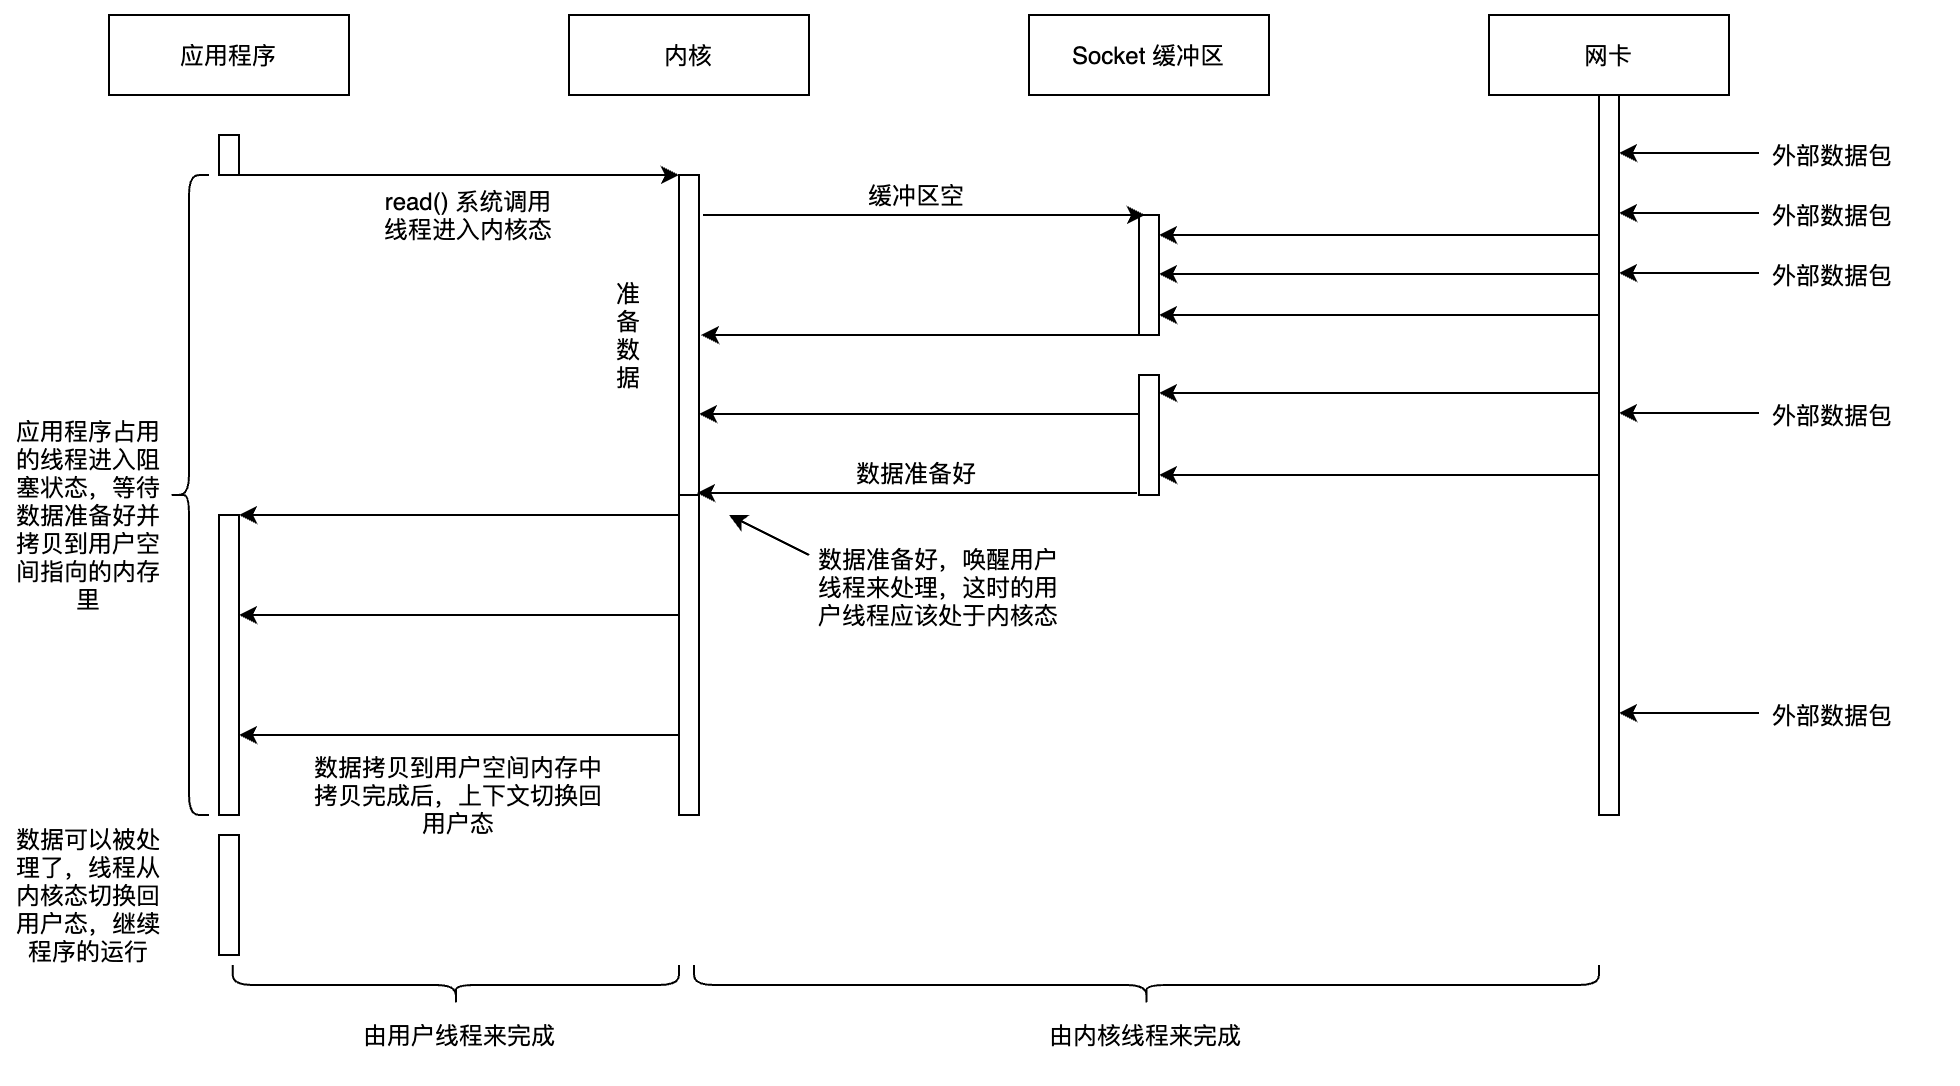 应用程序
内核
Socket 缓冲区
网卡
外部数据包
read() 系统调用
线程进入内核态
缓冲区空
外部数据包
外部数据包
准
备
数
据
外部数据包
应用程序占用
的线程进入阻
塞状态，等待
数据准备好并
拷贝到用户空
间指向的内存
里
数据准备好
数据准备好，唤醒用户
线程来处理，这时的用
户线程应该处于内核态
外部数据包
数据拷贝到用户空间内存中
拷贝完成后，上下文切换回
用户态
数据可以被处
理了，线程从
内核态切换回
用户态，继续
程序的运行
由用户线程来完成
由内核线程来完成